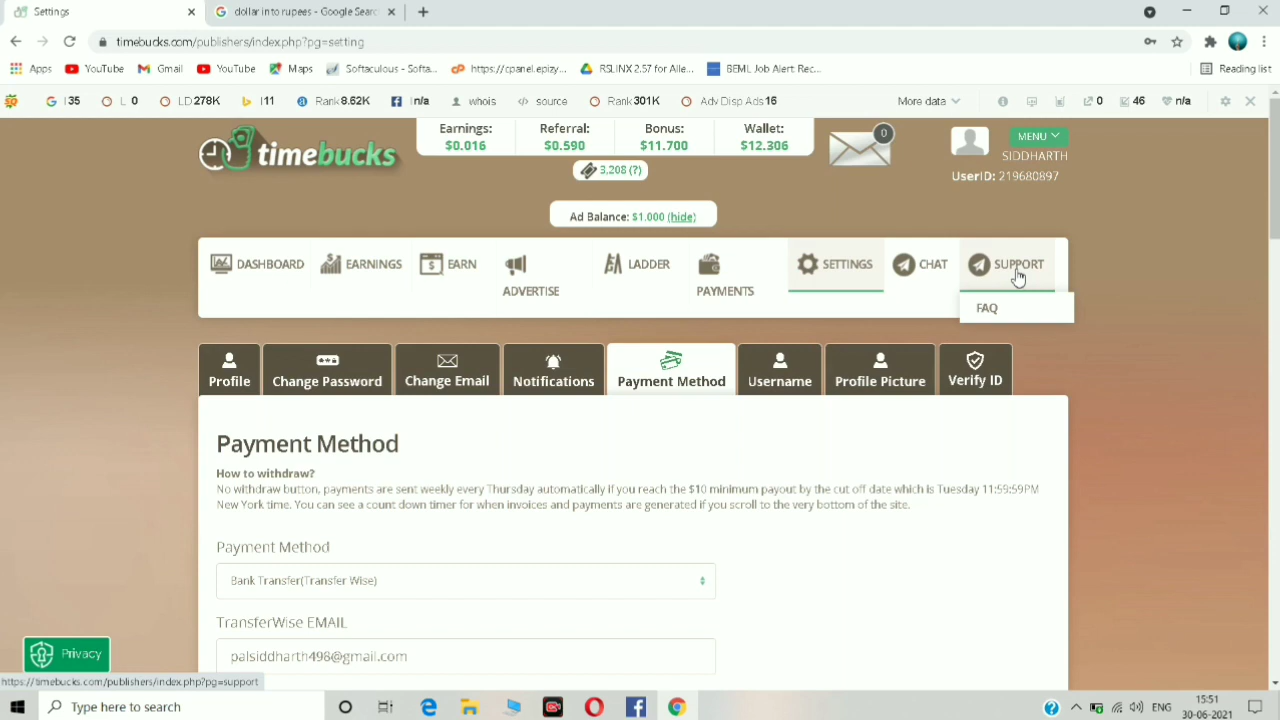 Settings
dollar into rupees - Google Searc
timebucks.com/publishers/index.php?pg=setting
Apps
YouTube
Gmail
YouTube
Maps
Softaculous - Softa...
https://cpanel.epizy...
RSLINX 2.57 for Alle...
BEML Job Alert Rec...
Reading list
I 35
L 0
LD 278K
I 11
Rank 8.62K
n/a
whois
source
Rank 301K
Adv Disp Ads 16
More data
0
46
n/a
timebucks
Earnings:
$0.016
Referral:
$0.590
Bonus:
$11.700
Wallet:
$12.306
3,208 (?)
0
MENU
SIDDHARTH
UserID: 219680897
Ad Balance: $1.000 (hide)
DASHBOARD
EARNINGS
EARN
ADVERTISE
LADDER
PAYMENTS
SETTINGS
CHAT
SUPPORT
FAQ
Profile
Change Password
Change Email
Notifications
Payment Method
Username
Profile Picture
Verify ID
Payment Method
How to withdraw?
No withdraw button, payments are sent weekly every Thursday automatically if you reach the $10 minimum payout by the cut off date which is Tuesday 11:59:59PM
New York time. You can see a count down timer for when invoices and payments are generated if you scroll to the very bottom of the site.
Payment Method
Bank Transfer(Transfer Wise)
TransferWise EMAIL
palsiddharth498@gmail.com
Privacy
https://timebucks.com/publishers/index.php?pg=support
Type here to search
ENG
15:51
30-06-2021